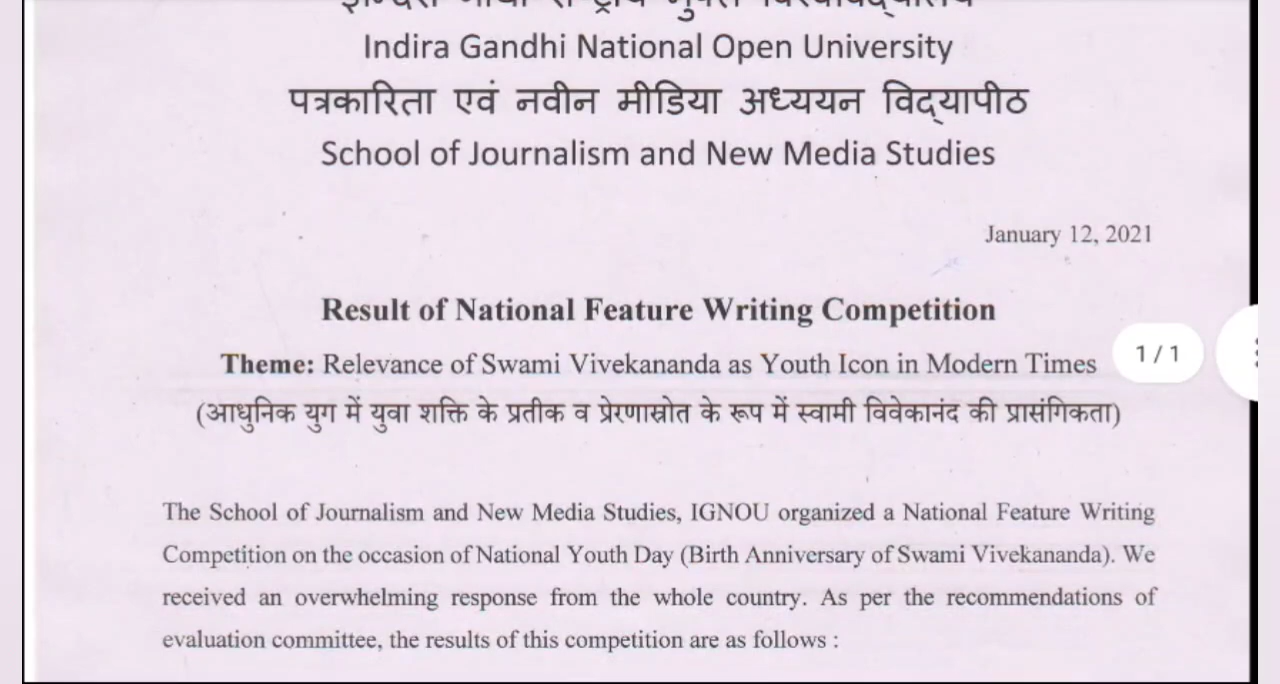 Indira Gandhi National Open University
पत्रकारिता एवं नवीन मीडिया अध्ययन विद्यापीठ
School of Journalism and New Media Studies
January 12, 2021
Result of National Feature Writing Competition
Theme: Relevance of Swami Vivekananda as Youth Icon in Modern Times
1 / 1
(आधुनिक युग में युवा शक्ति के प्रतीक व प्रेरणास्रोत के रूप में स्वामी विवेकानंद की प्रासंगिकता)
The School of Journalism and New Media Studies, IGNOU organized a National Feature Writing
Competition on the occasion of National Youth Day (Birth Anniversary of Swami Vivekananda). We
received an overwhelming response from the whole country. As per the recommendations of
evaluation committee, the results of this competition are as follows :